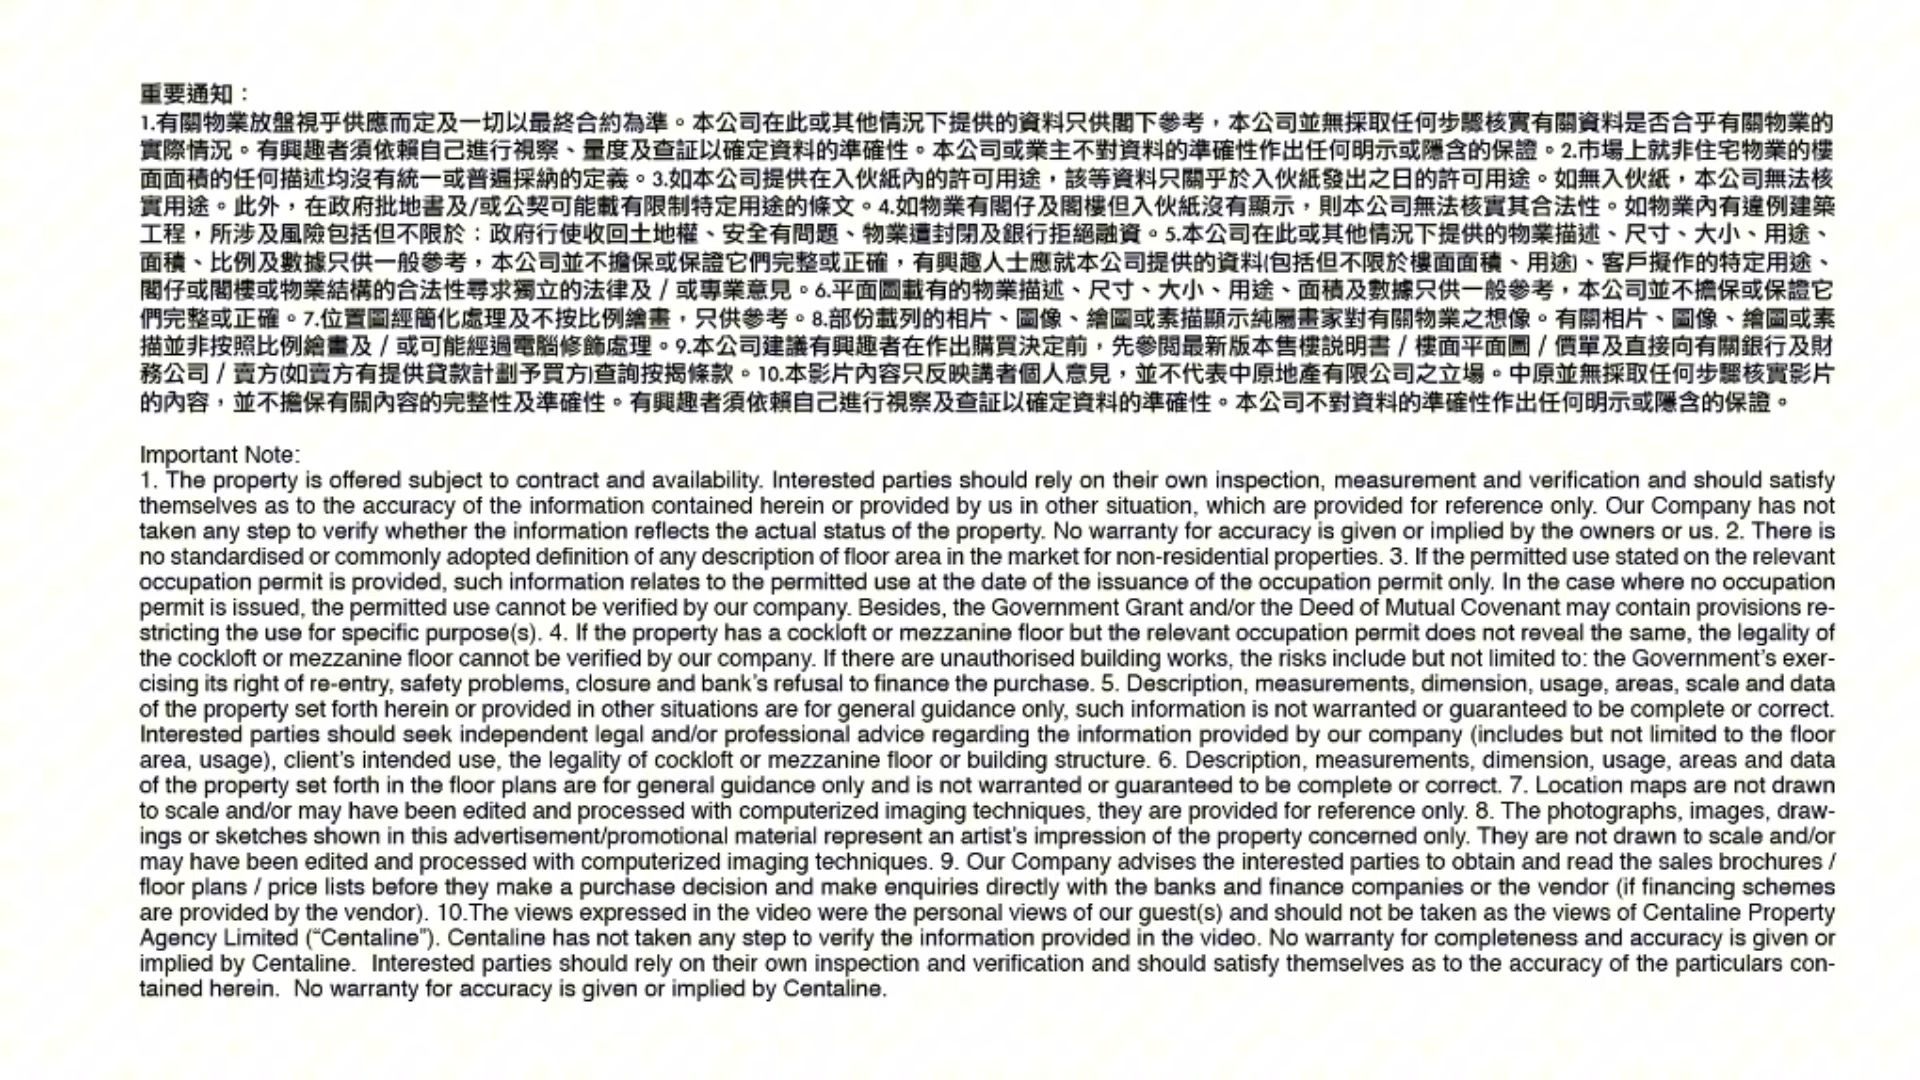 重要通知：
1.有關物業放盤視乎供應而定及一切以最終合約為準。本公司在此或其他情況下提供的資料只供閣下參考，本公司並無採取任何步驟核實有關資料是否合乎有關物業的
實際情況。有興趣者須依賴自己進行視察、量度及查証以確定資料的準確性。本公司或業主不對資料的準確性作出任何明示或隱含的保證。2.市場上就非住宅物業的樓
面面積的任何描述均沒有統一或普遍採納的定義。3.如本公司提供在入伙紙內的許可用途，該等資料只關乎於入伙紙發出之日的許可用途。如無入伙紙，本公司無法核
實用途。此外，在政府批地書及/或公契可能載有限制特定用途的條文。4.如物業有閣仔及閣樓但入伙紙沒有顯示，則本公司無法核實其合法性。如物業內有違例建築
工程，所涉及風險包括但不限於：政府行使收回土地權、安全有問題、物業遭封閉及銀行拒絕融資。5.本公司在此或其他情況下提供的物業描述、尺寸、大小、用途、
面積、比例及數據只供一般參考，本公司並不擔保或保證它們完整或正確，有興趣人士應就本公司提供的資料(包括但不限於樓面面積、用途)、客戶擬作的特定用途、
閣仔或閣樓或物業結構的合法性尋求獨立的法律及 / 或專業意見。6.平面圖載有的物業描述、尺寸、大小、用途、面積及數據只供一般參考，本公司並不擔保或保證它
們完整或正確。7.位置圖經簡化處理及不按比例繪畫，只供參考。8.部份載列的相片、圖像、繪圖或素描顯示純屬畫家對有關物業之想像。有關相片、圖像、繪圖或素
描並非按照比例繪畫及 / 或可能經過電腦修飾處理。9.本公司建議有興趣者在作出購買決定前，先參閱最新版本售樓説明書 / 樓面平面圖 / 價單及直接向有關銀行及財
務公司 / 賣方(如賣方有提供貸款計劃予買方)查詢按揭條款。10.本影片內容只反映講者個人意見，並不代表中原地產有限公司之立場。中原並無採取任何步驟核實影片
的內容，並不擔保有關內容的完整性及準確性。有興趣者須依賴自己進行視察及查証以確定資料的準確性。本公司不對資料的準確性作出任何明示或隱含的保證。
Important Note:
1. The property is offered subject to contract and availability. Interested parties should rely on their own inspection, measurement and verification and should satisfy
themselves as to the accuracy of the information contained herein or provided by us in other situation, which are provided for reference only. Our Company has not
taken any step to verify whether the information reflects the actual status of the property. No warranty for accuracy is given or implied by the owners or us. 2. There is
no standardised or commonly adopted definition of any description of floor area in the market for non-residential properties. 3. If the permitted use stated on the relevant
occupation permit is provided, such information relates to the permitted use at the date of the issuance of the occupation permit only. In the case where no occupation
permit is issued, the permitted use cannot be verified by our company. Besides, the Government Grant and/or the Deed of Mutual Covenant may contain provisions re-
stricting the use for specific purpose(s). 4. If the property has a cockloft or mezzanine floor but the relevant occupation permit does not reveal the same, the legality of
the cockloft or mezzanine floor cannot be verified by our company. If there are unauthorised building works, the risks include but not limited to: the Government’s exer-
cising its right of re-entry, safety problems, closure and bank’s refusal to finance the purchase. 5. Description, measurements, dimension, usage, areas, scale and data
of the property set forth herein or provided in other situations are for general guidance only, such information is not warranted or guaranteed to be complete or correct.
Interested parties should seek independent legal and/or professional advice regarding the information provided by our company (includes but not limited to the floor
area, usage), client’s intended use, the legality of cockloft or mezzanine floor or building structure. 6. Description, measurements, dimension, usage, areas and data
of the property set forth in the floor plans are for general guidance only and is not warranted or guaranteed to be complete or correct. 7. Location maps are not drawn
to scale and/or may have been edited and processed with computerized imaging techniques, they are provided for reference only. 8. The photographs, images, draw-
ings or sketches shown in this advertisement/promotional material represent an artist’s impression of the property concerned only. They are not drawn to scale and/or
may have been edited and processed with computerized imaging techniques. 9. Our Company advises the interested parties to obtain and read the sales brochures /
floor plans / price lists before they make a purchase decision and make enquiries directly with the banks and finance companies or the vendor (if financing schemes
are provided by the vendor). 10.The views expressed in the video were the personal views of our guest(s) and should not be taken as the views of Centaline Property
Agency Limited (“Centaline”). Centaline has not taken any step to verify the information provided in the video. No warranty for completeness and accuracy is given or
implied by Centaline.  Interested parties should rely on their own inspection and verification and should satisfy themselves as to the accuracy of the particulars con-
tained herein.  No warranty for accuracy is given or implied by Centaline.